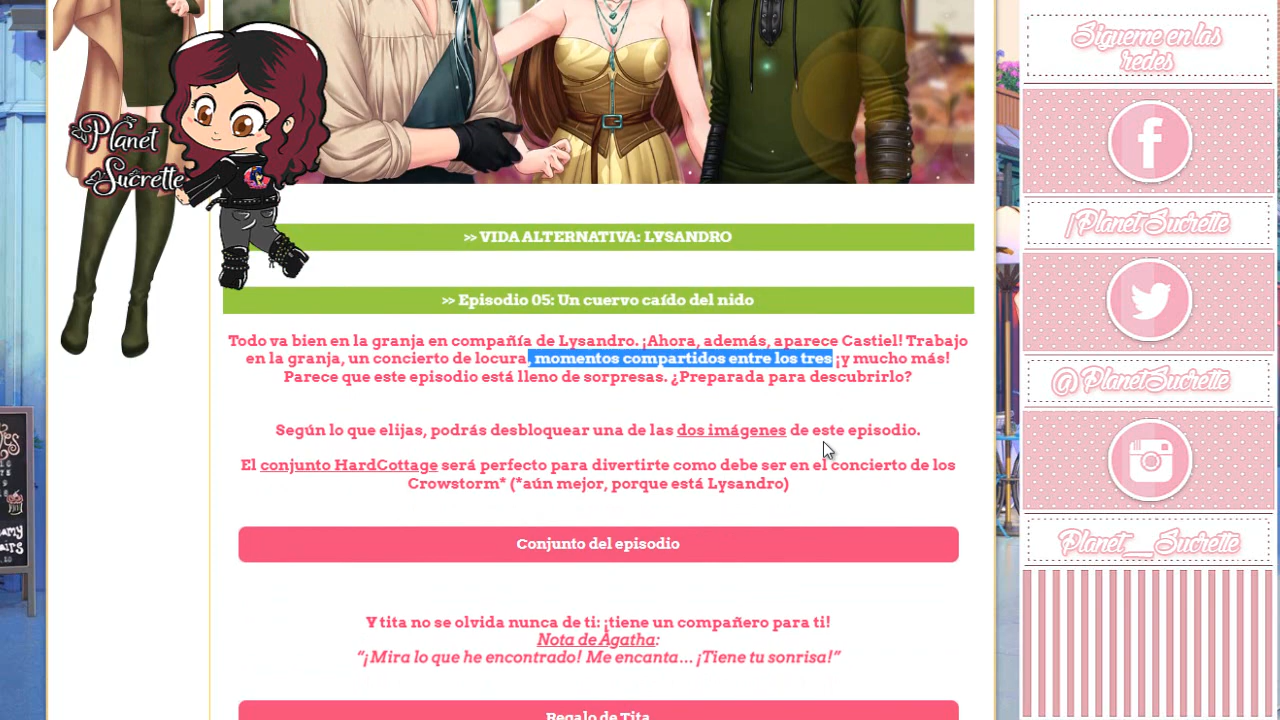 Sigueme en las
redes
Planet
Sucrette
>> VIDA ALTERNATIVA: LYSANDRO
/PlanetSucrette
>> Episodio 05: Un cuervo caído del nido
Todo va bien en la granja en compañía de Lysandro. ¡Ahora, además, aparece Castiel! Trabajo
en la granja, un concierto de locura, momentos compartidos entre los tres ¡y mucho más!
Parece que este episodio está lleno de sorpresas. ¿Preparada para descubrirlo?
@PlanetSucrette
Según lo que elijas, podrás desbloquear una de las dos imágenes de este episodio.
El conjunto HardCottage será perfecto para divertirte como debe ser en el concierto de los
Crowstorm* (*aún mejor, porque está Lysandro)
Conjunto del episodio
Planet_Sucrette
Y tita no se olvida nunca de ti: ¡tiene un compañero para ti!
Nota de Ágatha:
“¡Mira lo que he encontrado! Me encanta... ¡Tiene tu sonrisa!”
Regalo de Tita